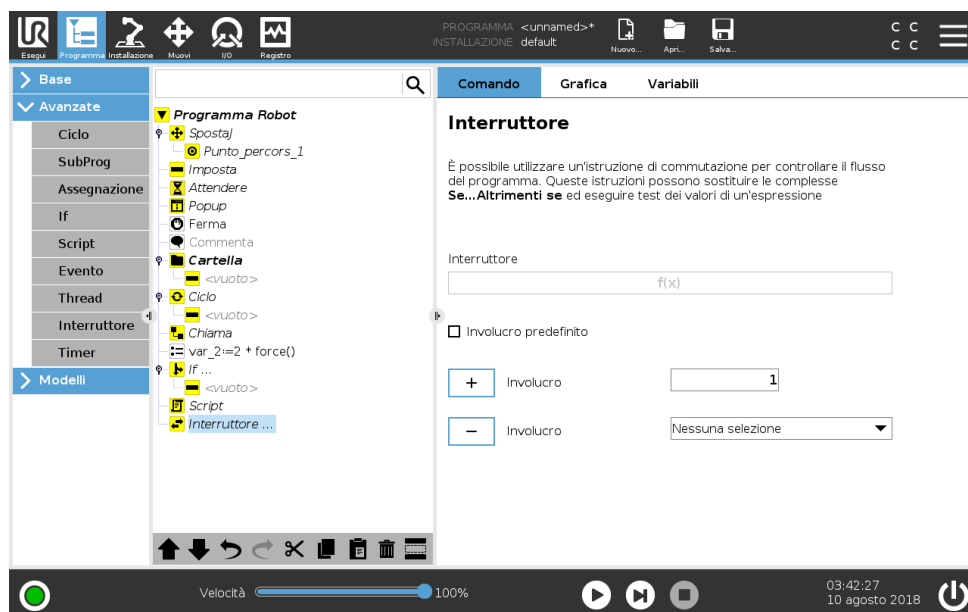 UR
PROGRAMMA <unnamed>*
INSTALLAZIONE default
Esegui Programma Installazione Muovi I/O Registro
Nuovo... Apri... Salva...
C C
C C
Base
Avanzate
Ciclo
SubProg
Assegnazione
If
Script
Evento
Thread
Interruttore
Timer
Modelli
Programma Robot
SpostaJ
Punto_percors_1
Imposta
Attendere
Popup
Ferma
Commenta
Cartella
<vuoto>
Ciclo
<vuoto>
Chiama
var_2:=2 * force()
If ...
<vuoto>
Script
Interruttore ...
Comando Grafica Variabili
Interruttore
È possibile utilizzare un'istruzione di commutazione per controllare il flusso
del programma. Queste istruzioni possono sostituire le complesse
Se...Altrimenti se ed eseguire test dei valori di un'espressione
Interruttore
f(x)
Involucro predefinito
+ Involucro 1
− Involucro Nessuna selezione
Velocità 100%
03:42:27
10 agosto 2018